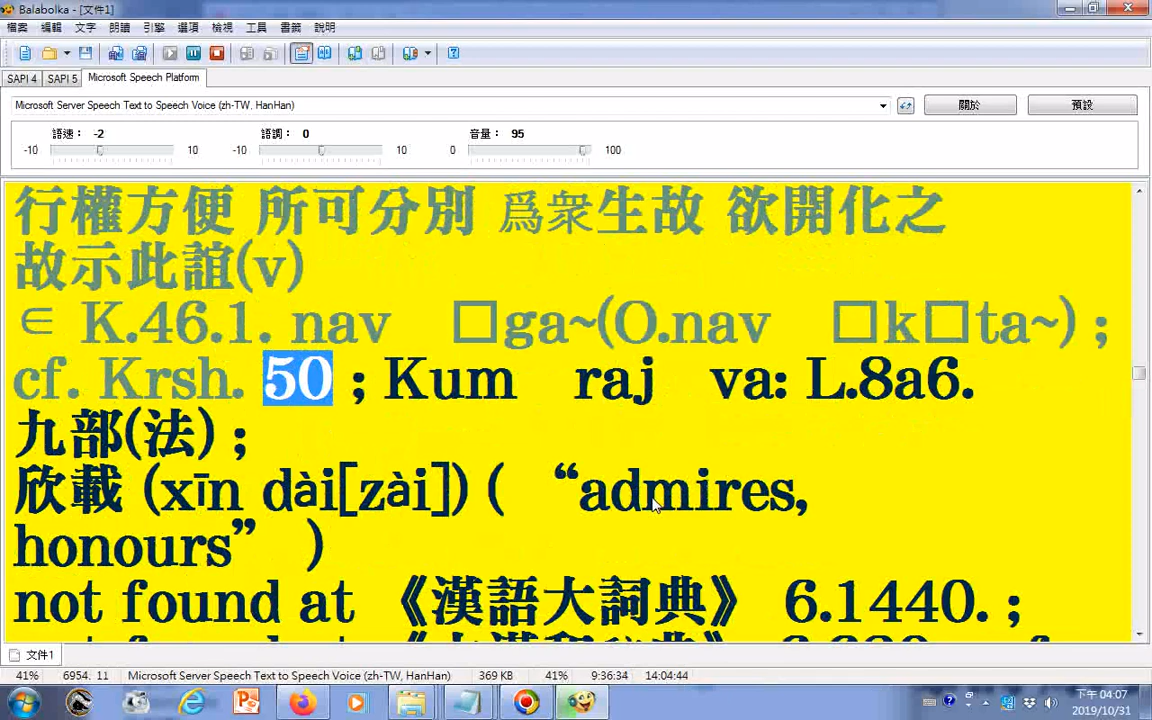 Balabolka - [文件1]
檔案 編輯 文字 朗讀 引擎 選項 檢視 工具 書籤 說明
SAPI 4 SAPI 5 Microsoft Speech Platform
Microsoft Server Speech Text to Speech Voice (zh-TW, HanHan) 關於 預設
語速： -2 語調： 0 音量： 95
-10 10 -10 10 0 100
行權方便 所可分別 爲衆生故 欲開化之
故示此誼(v)
∈ K.46.1. nav □ga~(O.nav □k□ta~) ;
cf. Krsh. 50 ; Kum raj va: L.8a6.
九部(法) ;
欣載 (xīn dài[zài]) ( “admires,
honours” )
not found at 《漢語大詞典》 6.1440. ;
文件1
41% 6954. 11 Microsoft Server Speech Text to Speech Voice (zh-TW, HanHan) 369 KB 41% 9:36:34 14:04:44
下午 04:07
2019/10/31